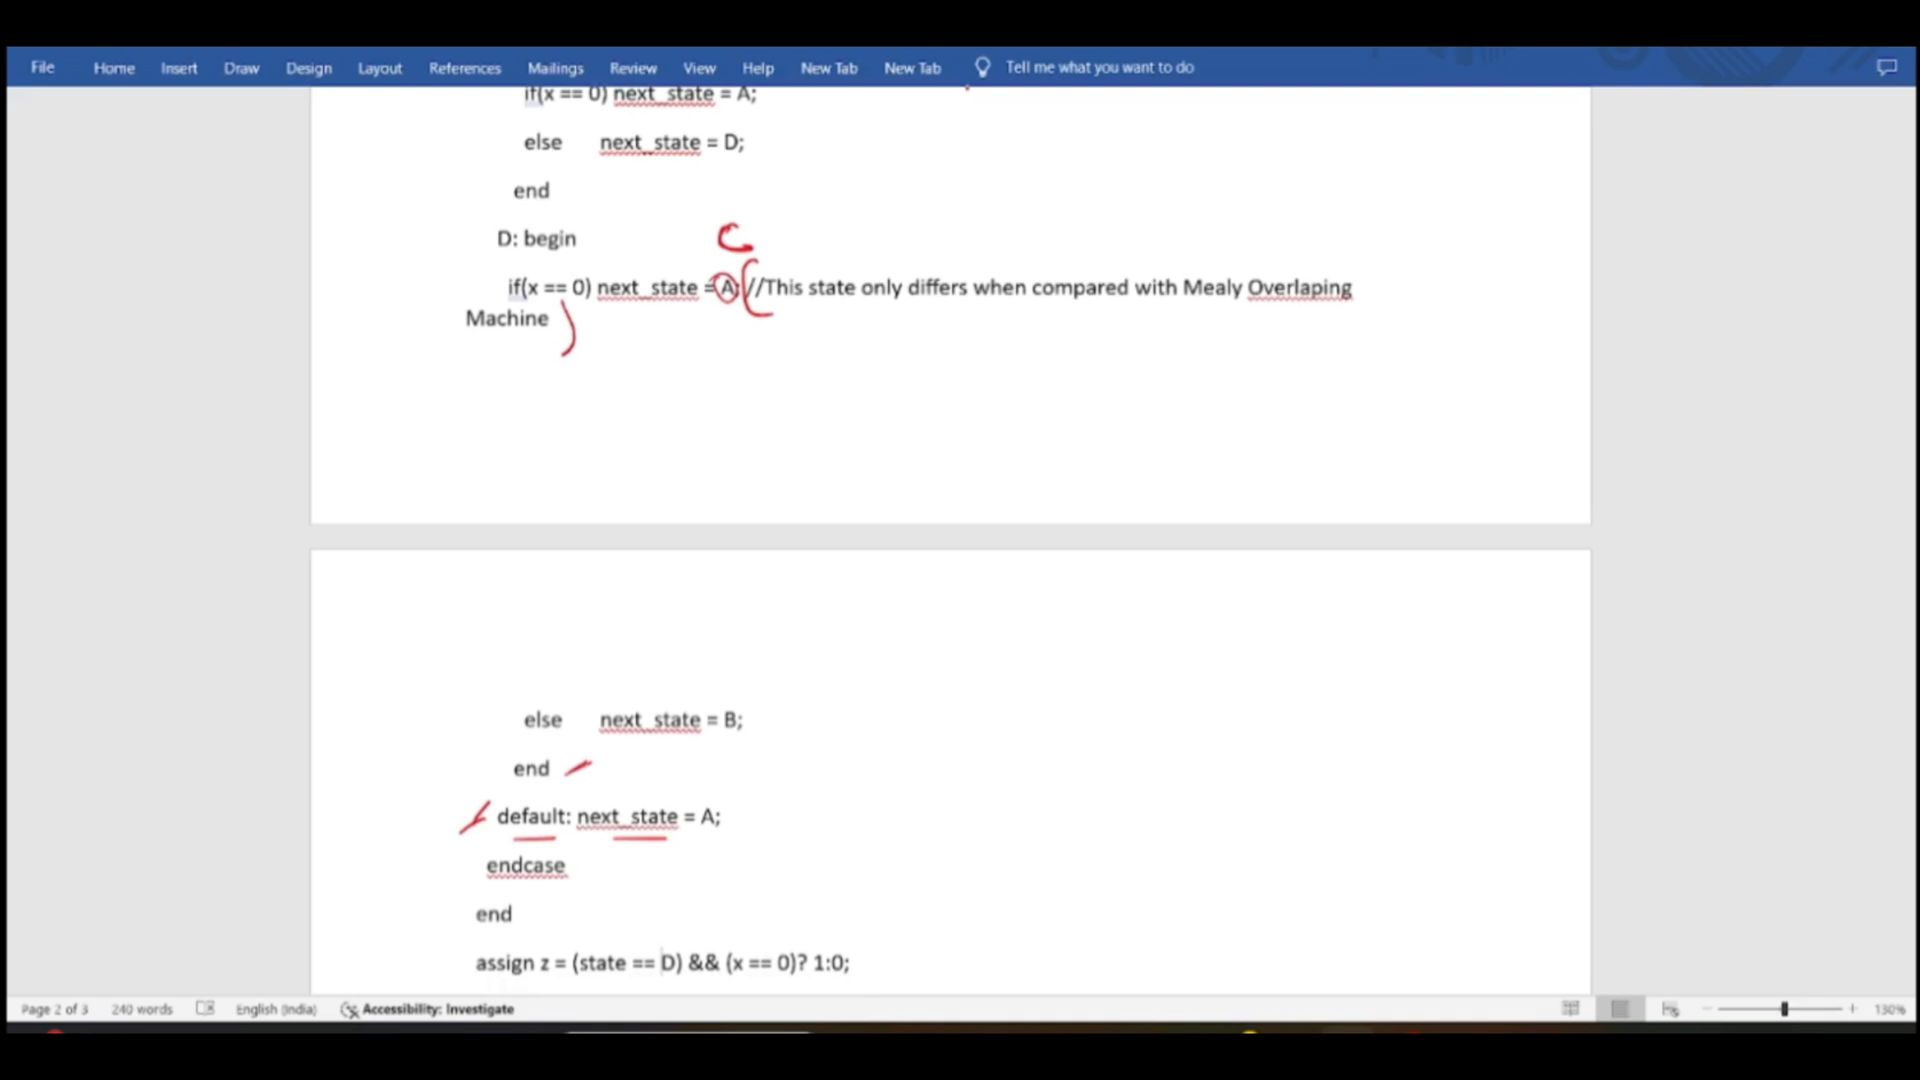 File Home Insert Draw Design Layout References Mailings Review View Help New Tab New Tab Tell me what you want to do
if(x == 0) next_state = A;
else next_state = D;
end
D: begin
C
if(x == 0) next_state = A; //This state only differs when compared with Mealy Overlaping
Machine
else next_state = B;
end
default: next_state = A;
endcase
end
assign z = (state == D) && (x == 0)? 1:0;
Page 2 of 3 240 words English (India) Accessibility: Investigate 130%